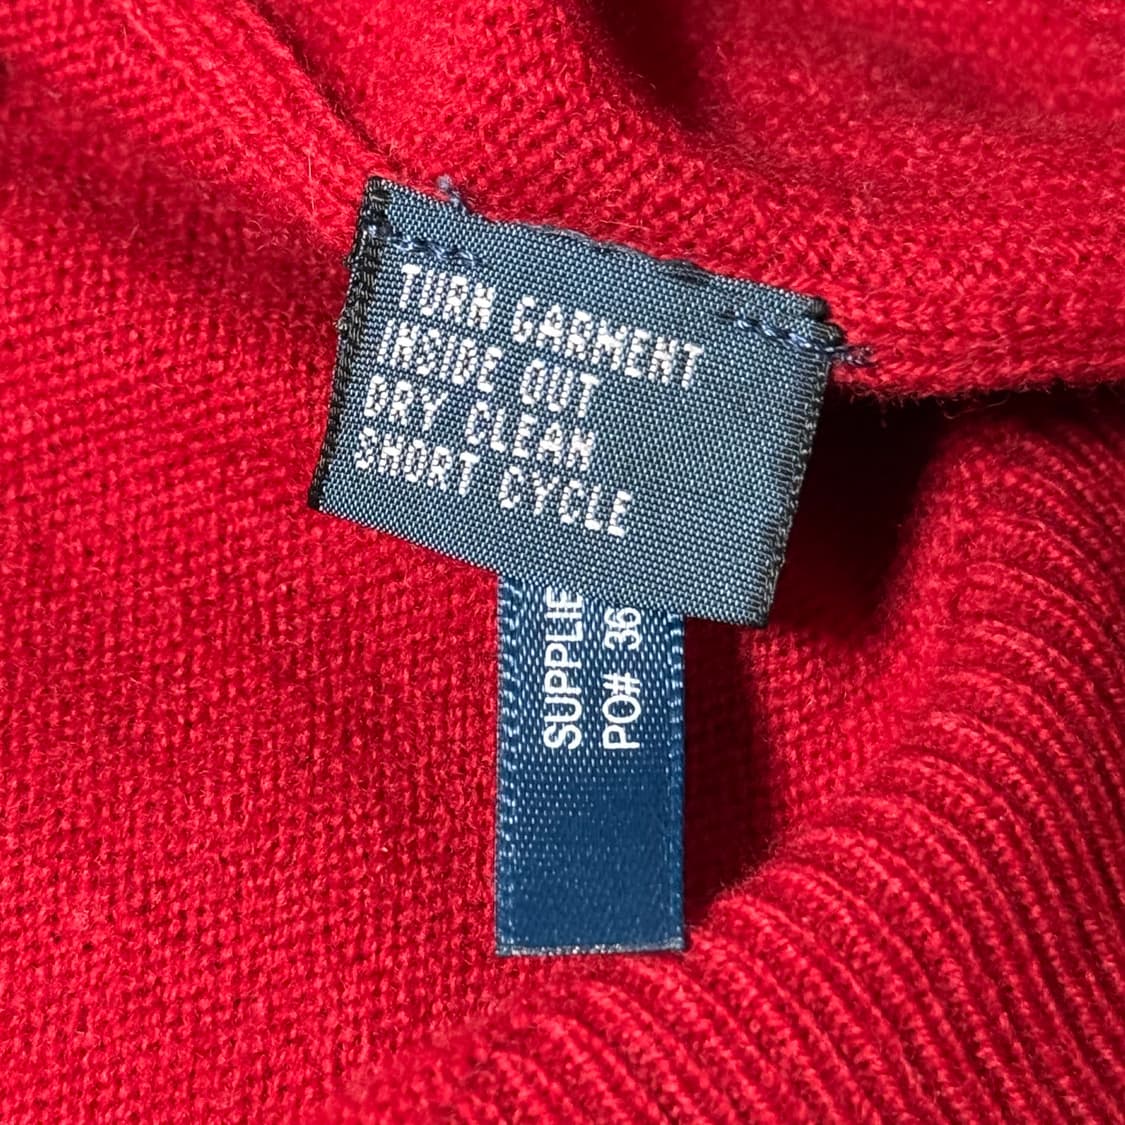 TURN GARMENT
INSIDE OUT
DRY CLEAN
SHORT CYCLE
SUPPLIE
PO# 36